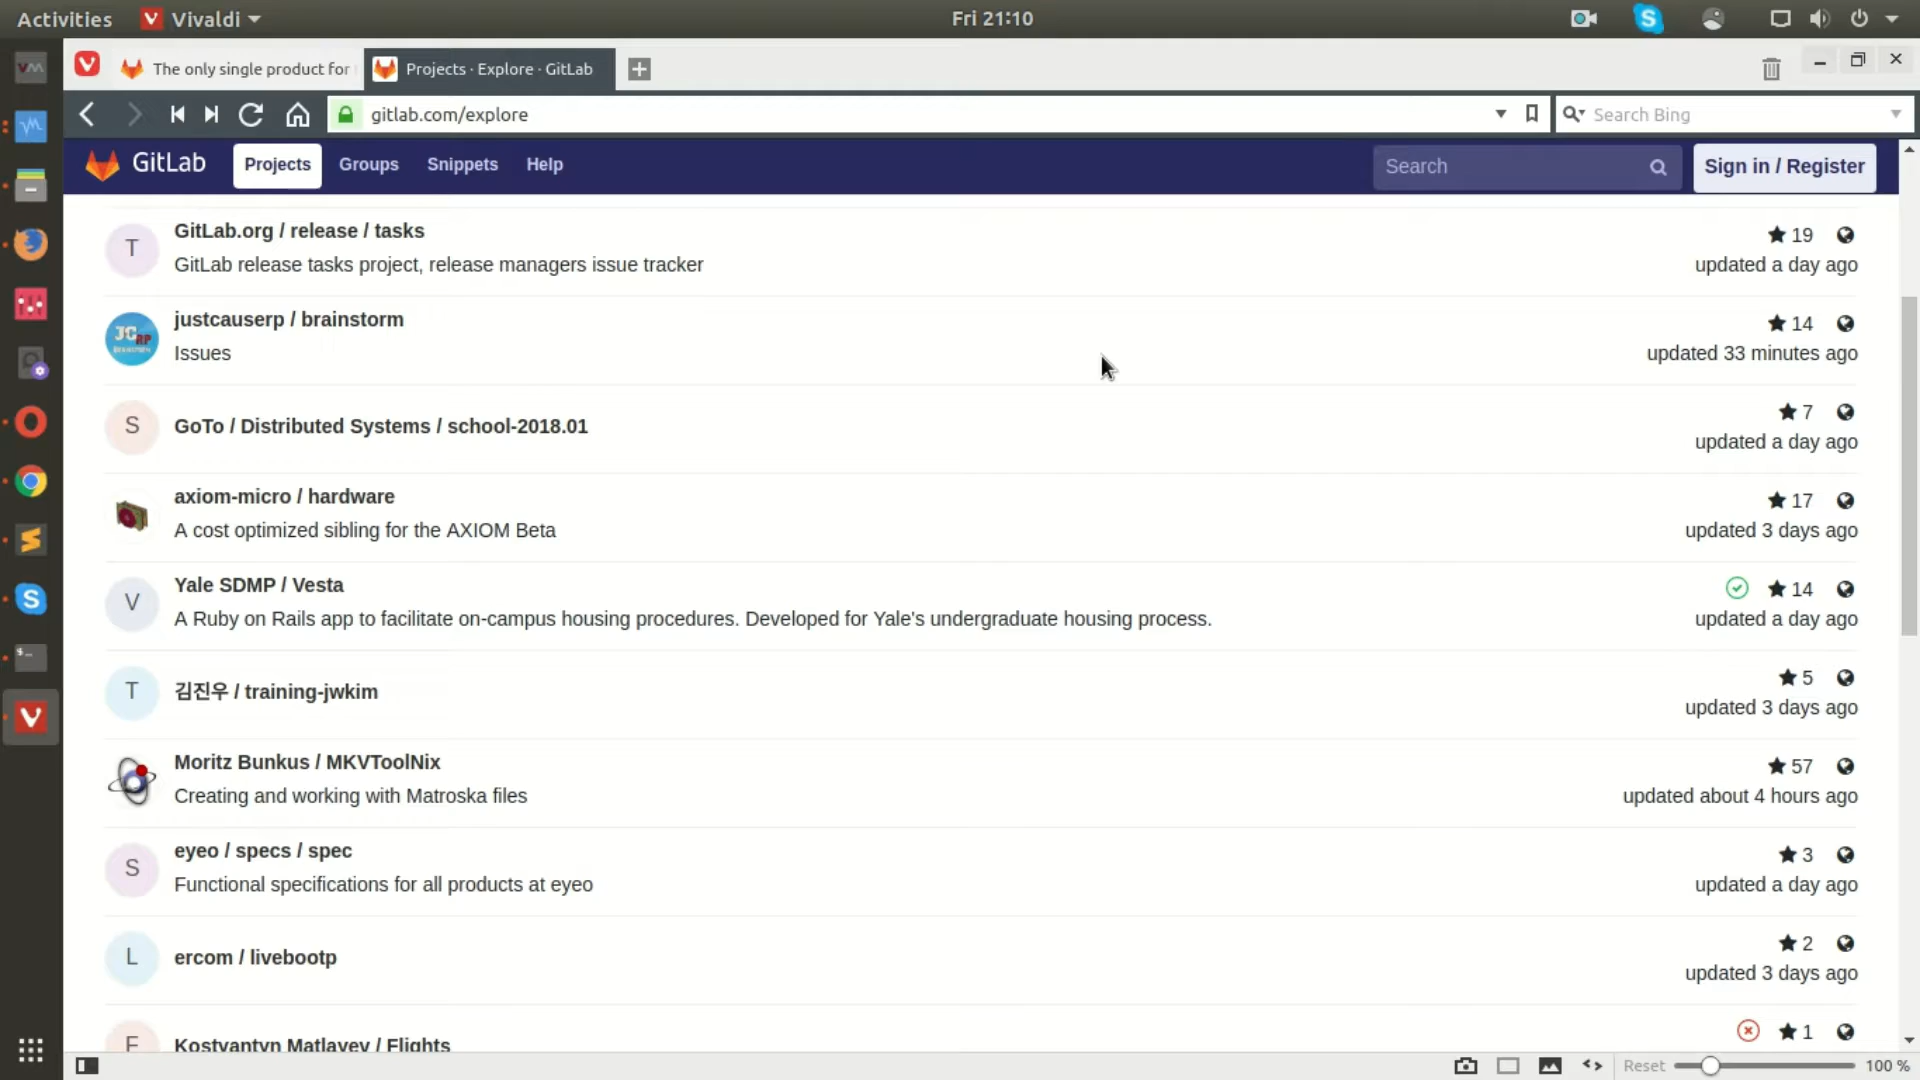 Activities Vivaldi Fri 21:10
The only single product for Projects · Explore · GitLab
gitlab.com/explore Search Bing
GitLab Projects Groups Snippets Help Search Sign in / Register
T GitLab.org / release / tasks 19
GitLab release tasks project, release managers issue tracker updated a day ago
justcauserp / brainstorm 14
Issues updated 33 minutes ago
S GoTo / Distributed Systems / school-2018.01 7
updated a day ago
axiom-micro / hardware 17
A cost optimized sibling for the AXIOM Beta updated 3 days ago
V Yale SDMP / Vesta 14
A Ruby on Rails app to facilitate on-campus housing procedures. Developed for Yale's undergraduate housing process. updated a day ago
T 김진우 / training-jwkim 5
updated 3 days ago
Moritz Bunkus / MKVToolNix 57
Creating and working with Matroska files updated about 4 hours ago
S eyeo / specs / spec 3
Functional specifications for all products at eyeo updated a day ago
L ercom / livebootp 2
updated 3 days ago
F Kostyantyn Matlayev / Flights 1
Reset 100 %